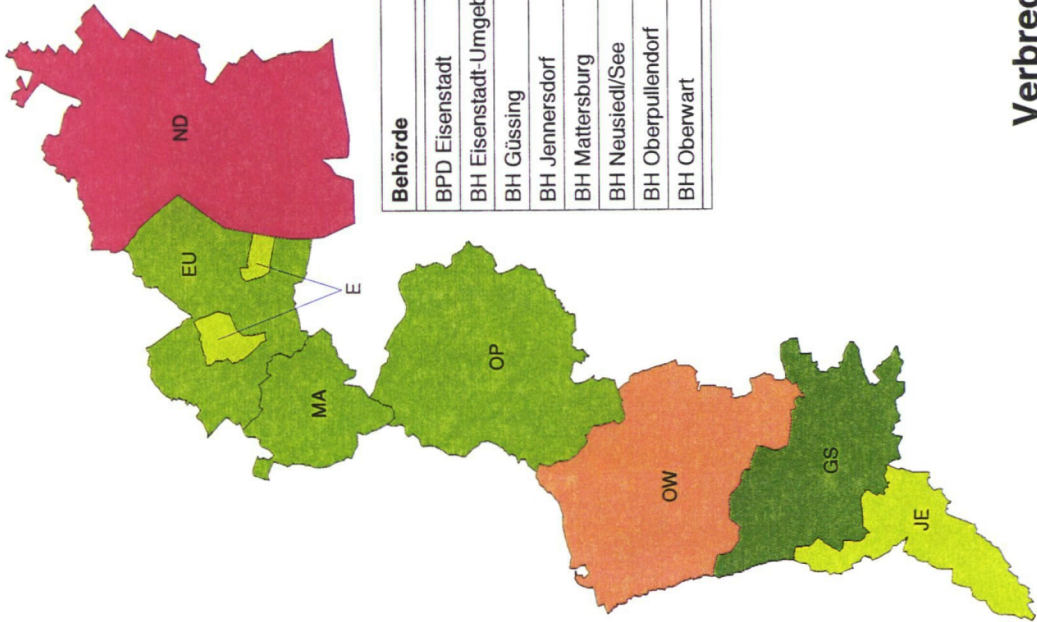 ND
EU
E
MA
OP
OW
GS
JE
Behörde
BPD Eisenstadt
BH Eisenstadt-Umgeb
BH Güssing
BH Jennersdorf
BH Mattersburg
BH Neusiedl/See
BH Oberpullendorf
BH Oberwart
Verbrec